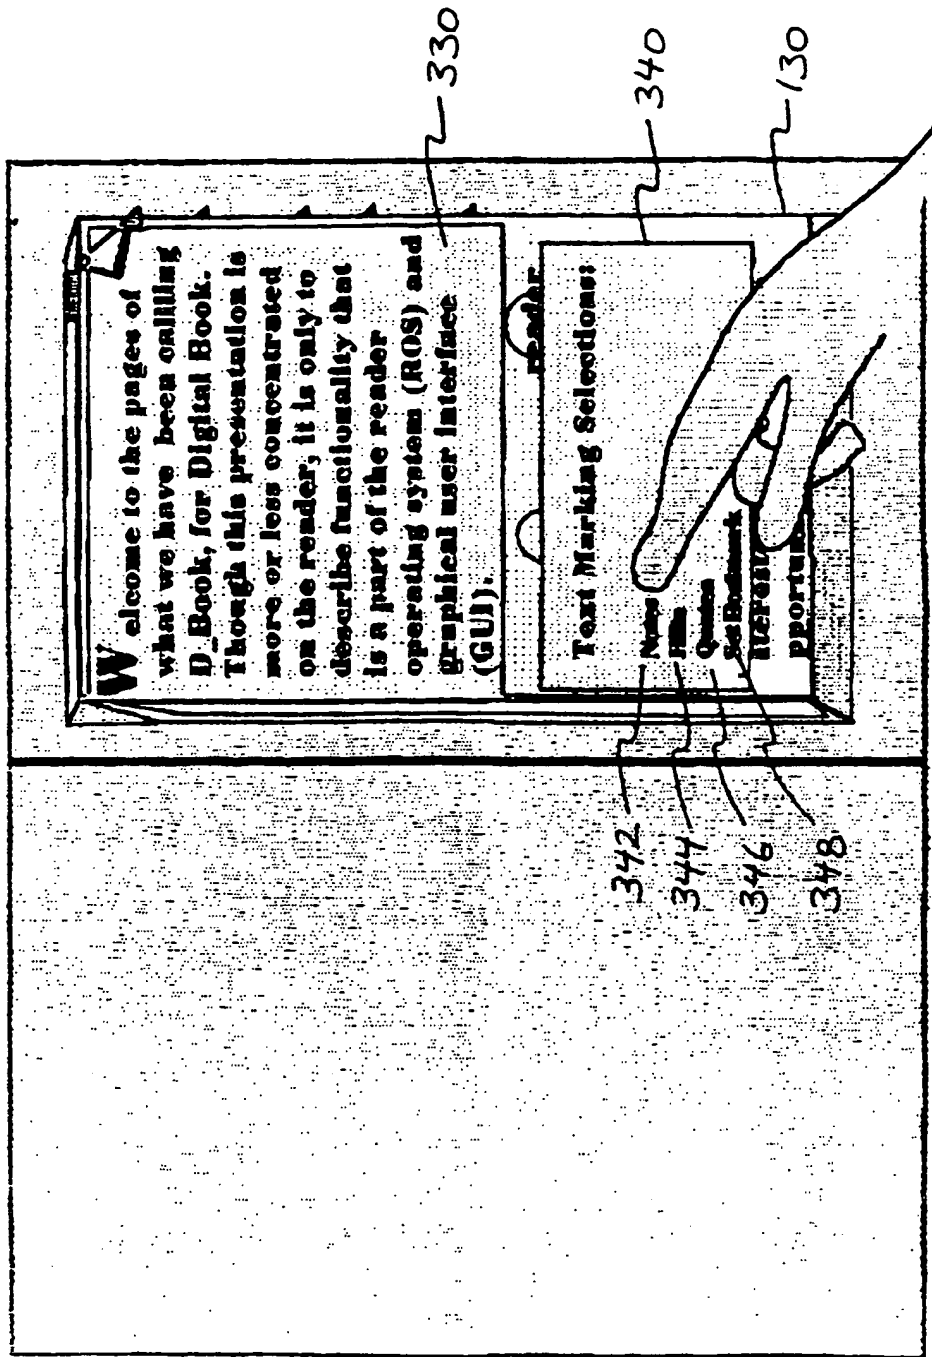 Welcome to the pages of
what we have been calling
D_Book, for Digital Book.
Though this presentation is
more or less concentrated
on the reader, it is only to
describe functionality that
is a part of the reader
operating system (ROS) and
graphical user interface
(GUI).
330
reader
Text Marking Selections:
340
342 Notes
344
346 Quotes
348 Set Bookmark
130